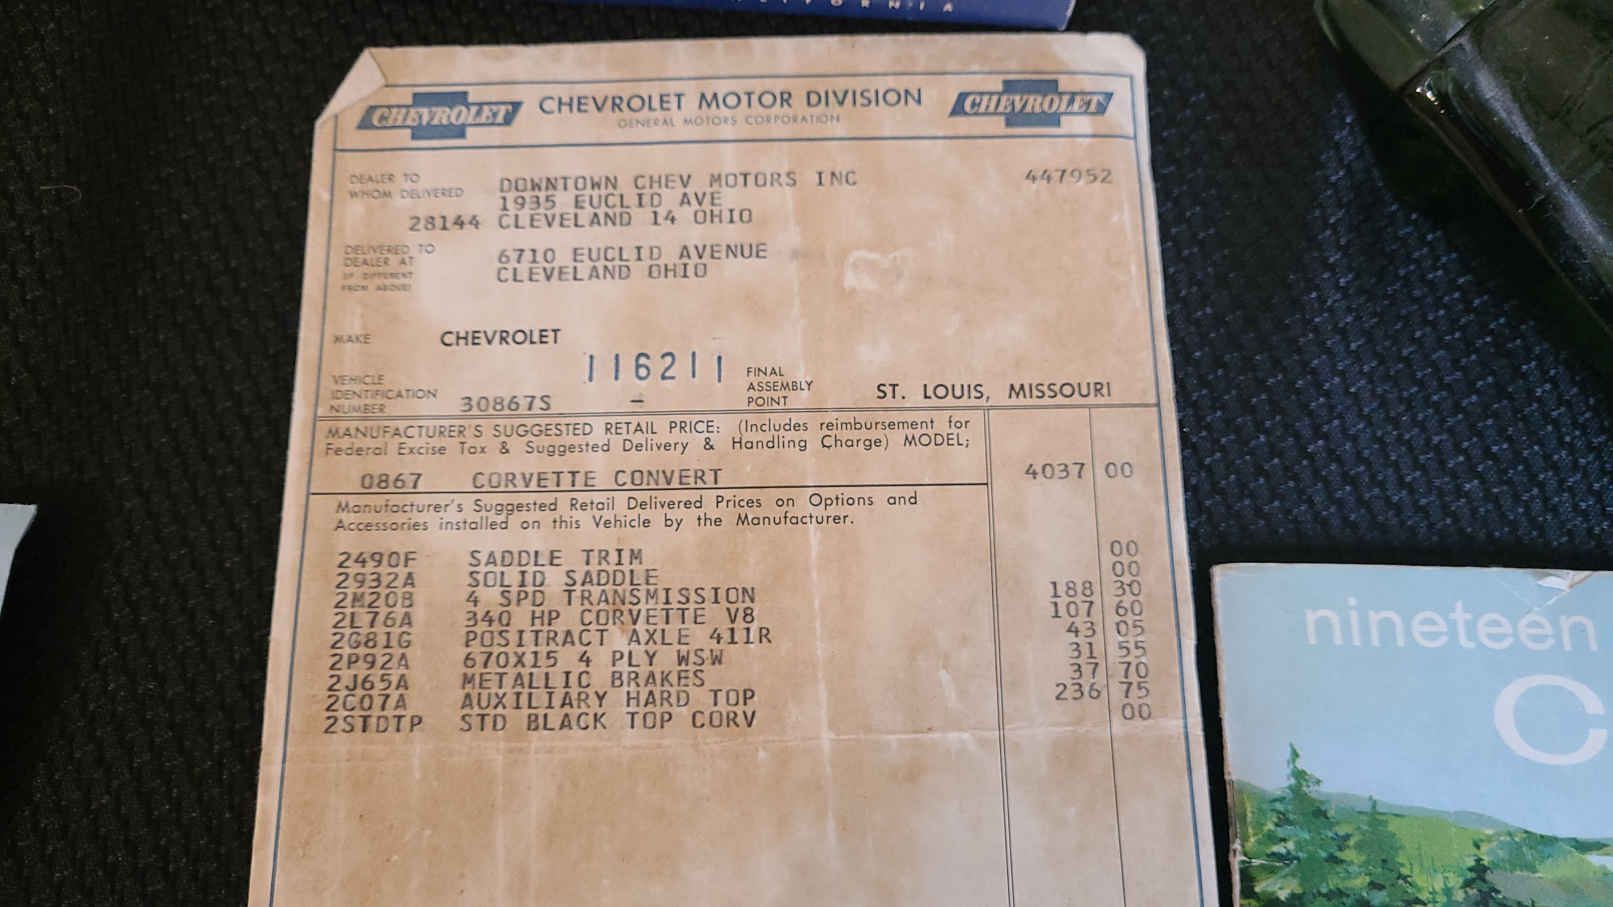 CALIFORNIA
CHEVROLET CHEVROLET MOTOR DIVISION CHEVROLET
GENERAL MOTORS CORPORATION
DEALER TO
WHOM DELIVERED
DOWNTOWN CHEV MOTORS INC 447952
1935 EUCLID AVE
28144 CLEVELAND 14 OHIO
DELIVERED TO
DEALER AT
IF DIFFERENT
FROM ABOVE)
6710 EUCLID AVENUE
CLEVELAND OHIO
MAKE CHEVROLET
VEHICLE
IDENTIFICATION
NUMBER
30867S - 116211
FINAL
ASSEMBLY
POINT
ST. LOUIS, MISSOURI
MANUFACTURER'S SUGGESTED RETAIL PRICE: (Includes reimbursement for
Federal Excise Tax & Suggested Delivery & Handling Charge) MODEL;
0867 CORVETTE CONVERT 4037 00
Manufacturer's Suggested Retail Delivered Prices on Options and
Accessories installed on this Vehicle by the Manufacturer.
2490F SADDLE TRIM 00
2932A SOLID SADDLE 00
2M20B 4 SPD TRANSMISSION 188 30
2L76A 340 HP CORVETTE V8 107 60
2G81G POSITRACT AXLE 411R 43 05
2P92A 670X15 4 PLY WSW 31 55
2J65A METALLIC BRAKES 37 70
2C07A AUXILIARY HARD TOP 236 75
2STDTP STD BLACK TOP CORV 00
nineteen